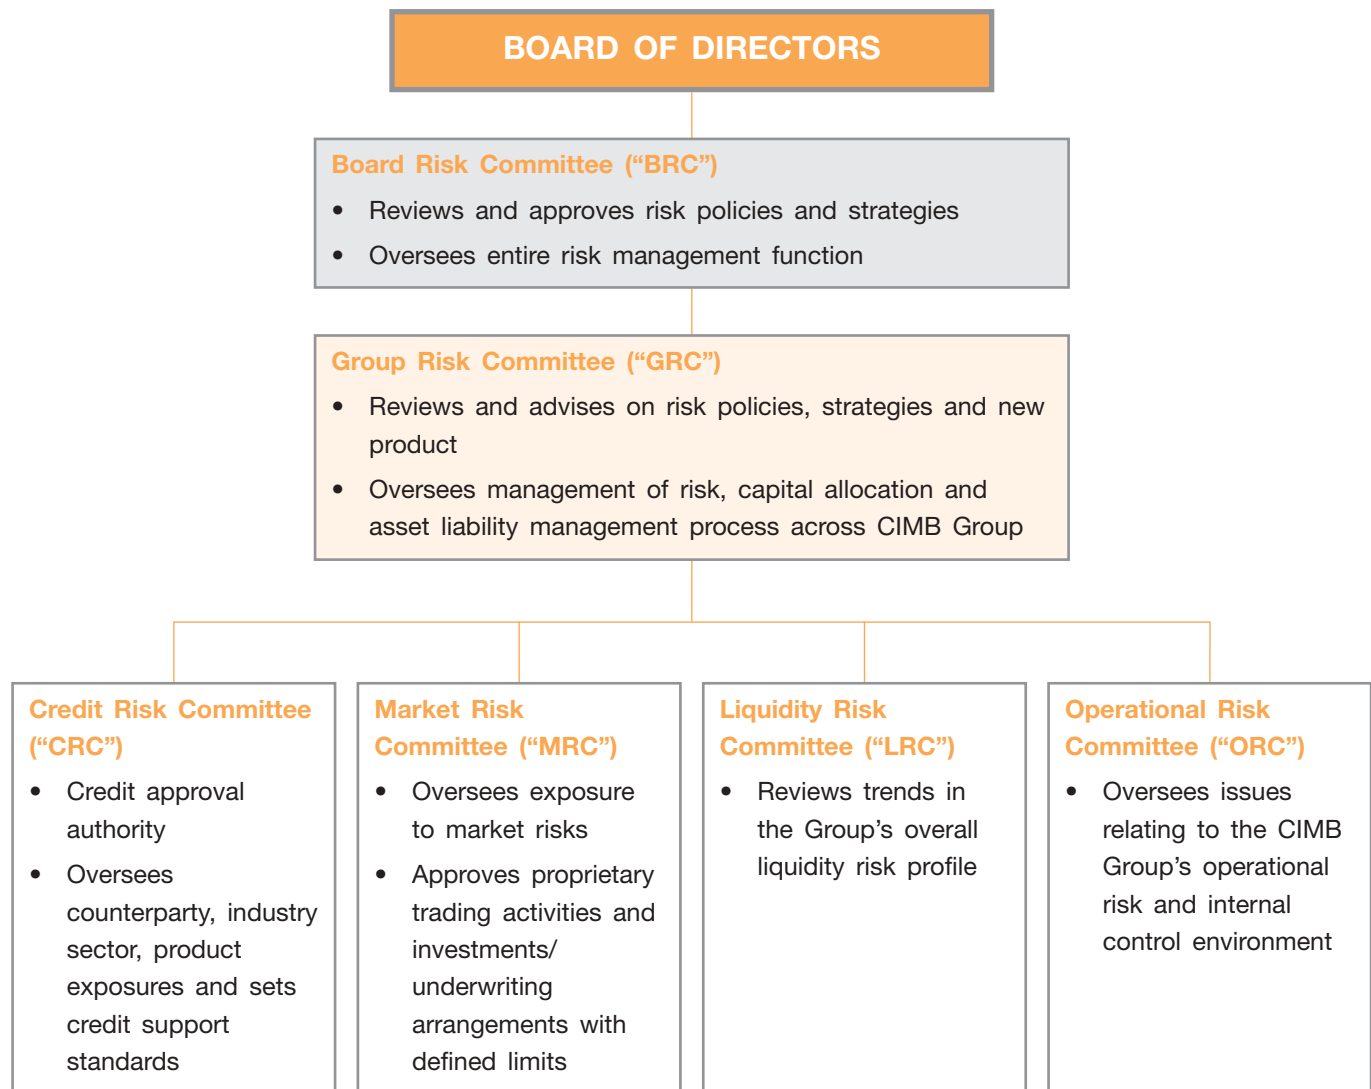 BOARD OF DIRECTORS
Board Risk Committee (“BRC”)
• Reviews and approves risk policies and strategies
• Oversees entire risk management function
Group Risk Committee (“GRC”)
• Reviews and advises on risk policies, strategies and new
product
• Oversees management of risk, capital allocation and
asset liability management process across CIMB Group
Credit Risk Committee
(“CRC”)
• Credit approval
authority
• Oversees
counterparty, industry
sector, product
exposures and sets
credit support
standards
Market Risk
Committee (“MRC”)
• Oversees exposure
to market risks
• Approves proprietary
trading activities and
investments/
underwriting
arrangements with
defined limits
Liquidity Risk
Committee (“LRC”)
• Reviews trends in
the Group’s overall
liquidity risk profile
Operational Risk
Committee (“ORC”)
• Oversees issues
relating to the CIMB
Group’s operational
risk and internal
control environment